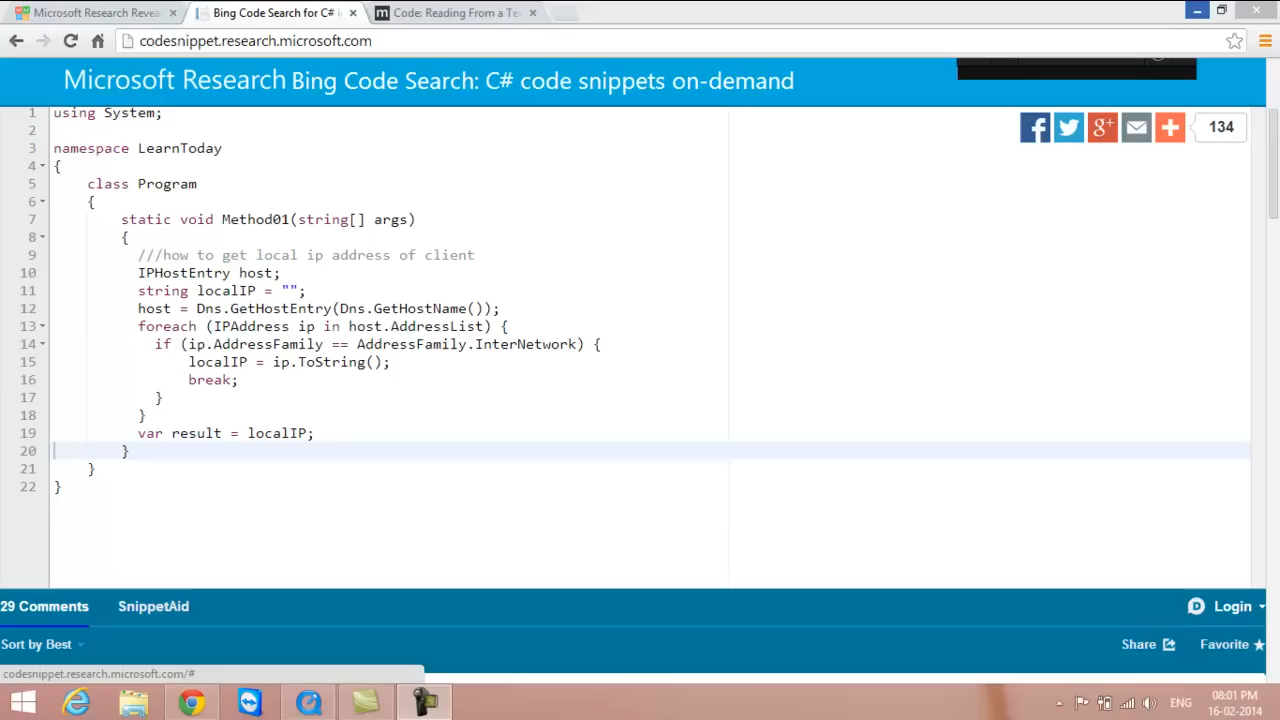 Microsoft Research Revea
Bing Code Search for C# i
Code: Reading From a Te
codesnippet.research.microsoft.com
Microsoft Research Bing Code Search: C# code snippets on-demand
134
1 using System;
2
3 namespace LearnToday
4 {
5 class Program
6 {
7 static void Method01(string[] args)
8 {
9 ///how to get local ip address of client
10 IPHostEntry host;
11 string localIP = "";
12 host = Dns.GetHostEntry(Dns.GetHostName());
13 foreach (IPAddress ip in host.AddressList) {
14 if (ip.AddressFamily == AddressFamily.InterNetwork) {
15 localIP = ip.ToString();
16 break;
17 }
18 }
19 var result = localIP;
20 }
21 }
22 }
29 Comments SnippetAid Login
Sort by Best Share Favorite
codesnippet.research.microsoft.com/#
ENG 08:01 PM
16-02-2014